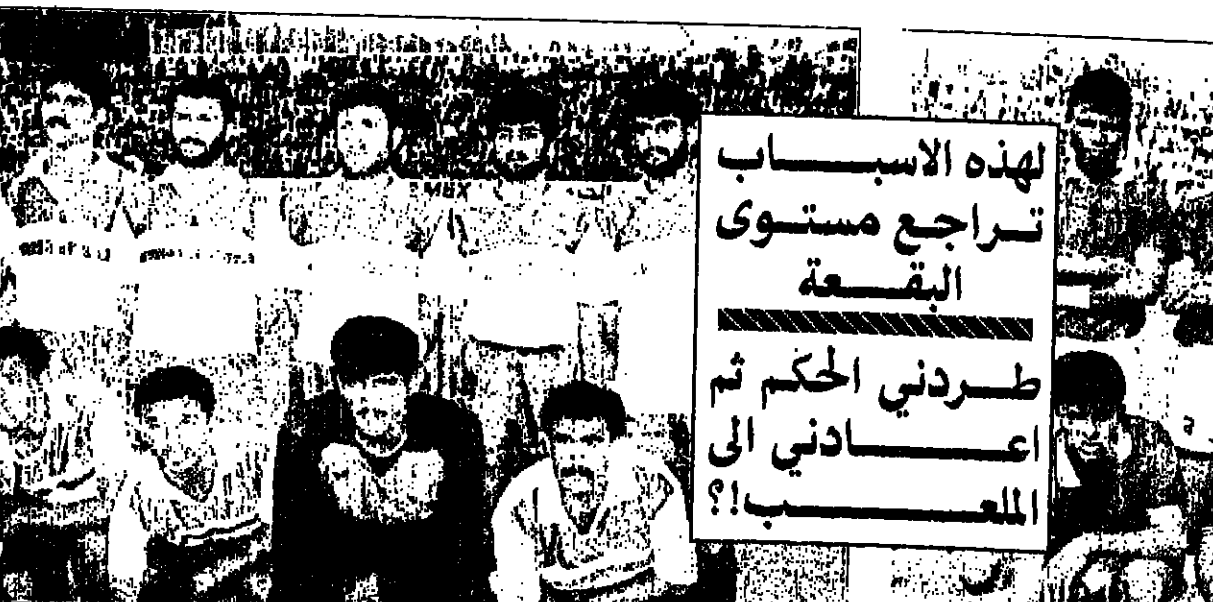 لهذه الاسباب
تراجع مستوى
البقعة
طردني الحكم ثم
اعادني الى
الملعب!؟